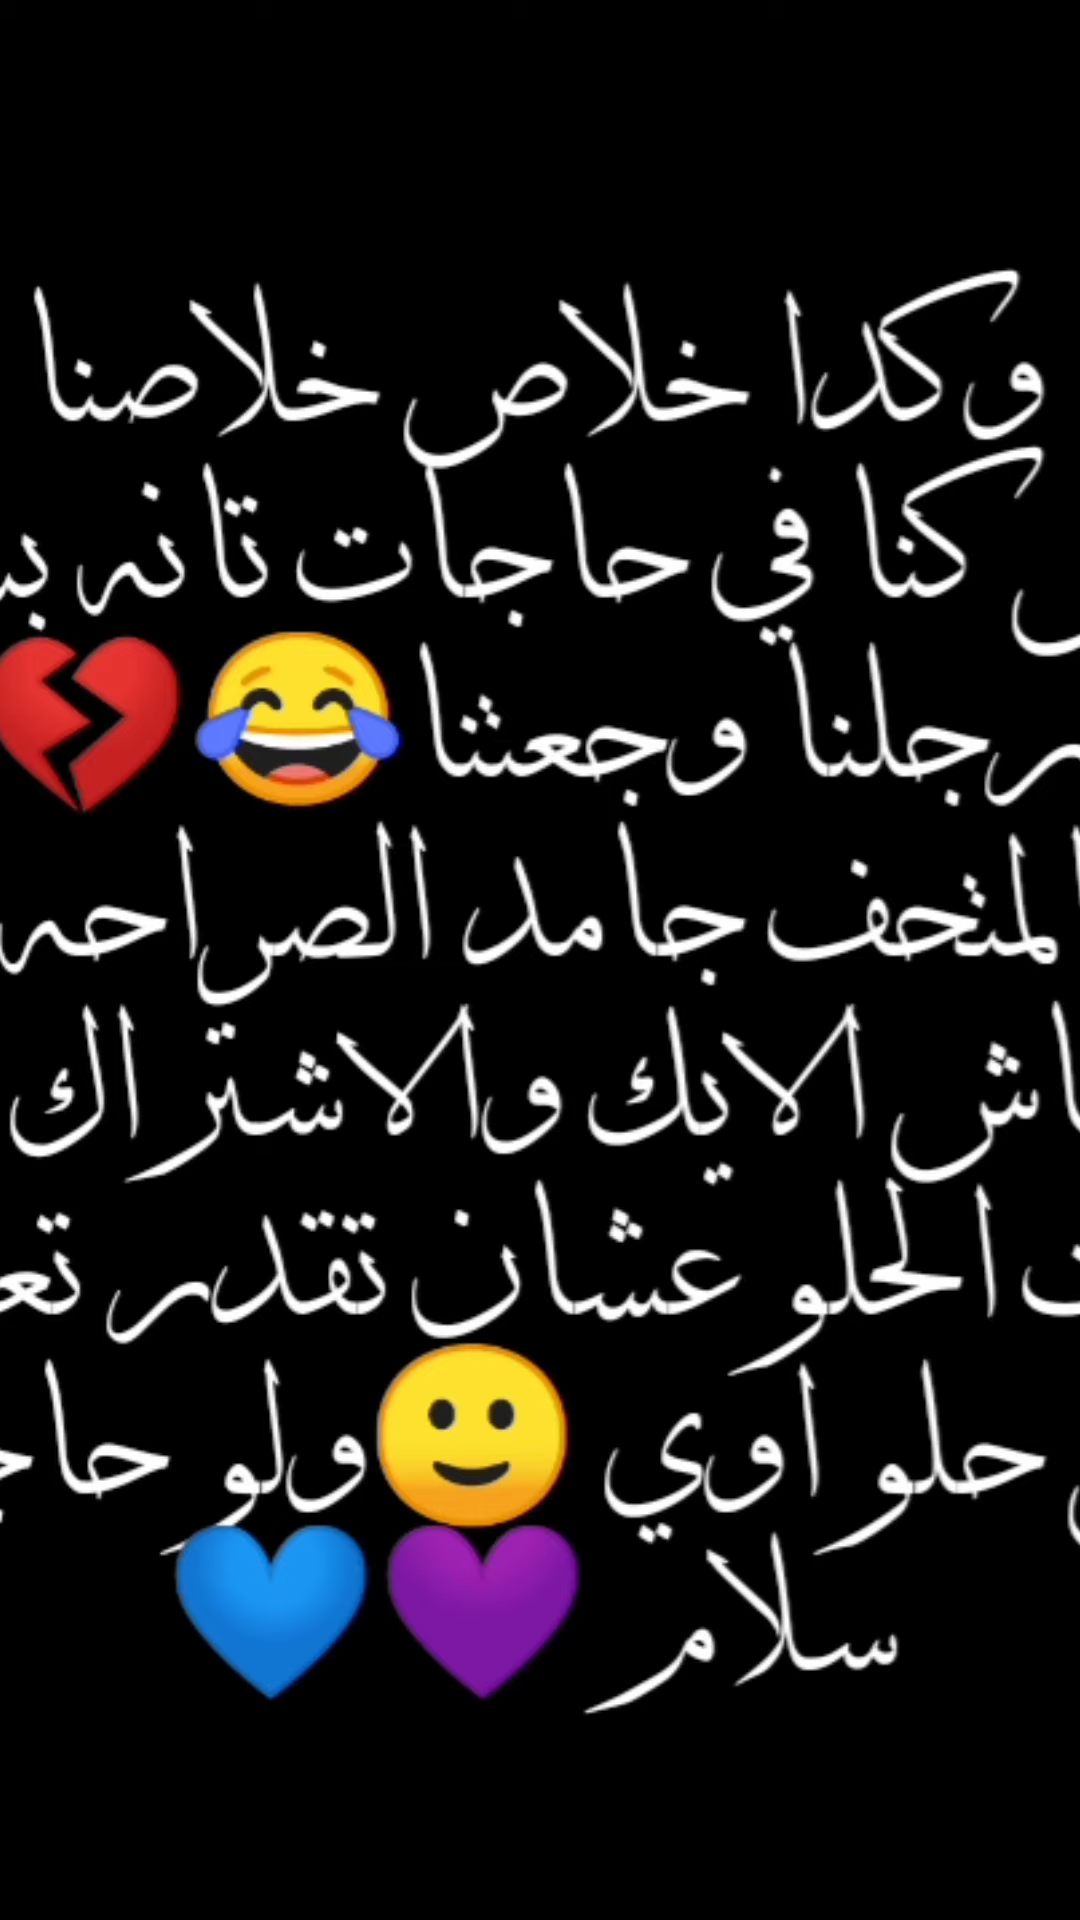 وكدا خلاص خلاصنا
كنا في حاجات تانه
رجلنا وجعتنا 😂💔
المتحف جامد الصراحه
الايك والاشتراك
الحلو عشان تقدر
حلو اوي 🙂ولو
سلام 💜💙